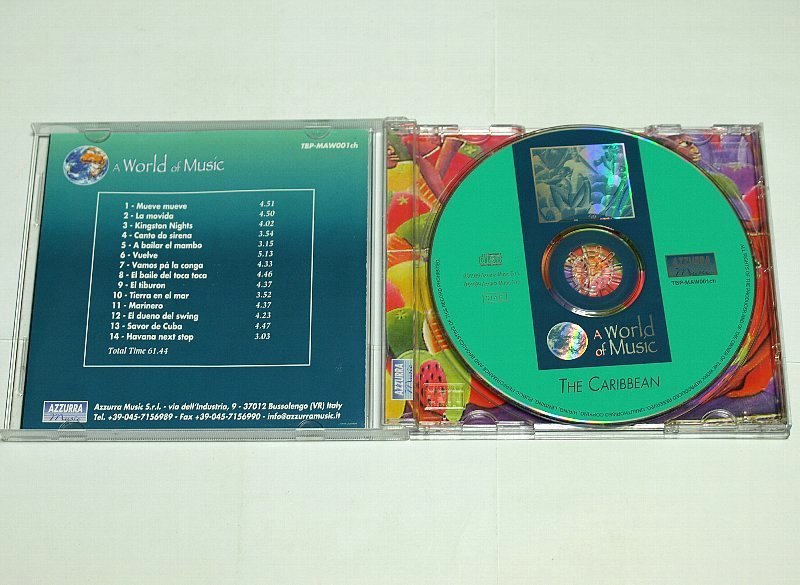 TBP-MAW001ch
A World of Music
1 - Mueve mueve 4.51
2 - La movida 4.50
3 - Kingston Nights 4.02
4 - Canto do sirena 3.54
5 - A bailar el mambo 3.15
6 - Vuelve 5.13
7 - Vamos pà la conga 4.33
8 - El baile del toca toca 4.46
9 - El tiburon 4.37
10 - Tierra en el mar 3.52
11 - Marinero 4.37
12 - El dueno del swing 4.23
13 - Savor de Cuba 4.47
14 - Havana next stop 3.03
Total Time 61.44
AZZURRA
Music
Azzurra Music S.r.l. - via dell'Industria, 9 - 37012 Bussolengo (VR) Italy
Tel. +39-045-7156989 - Fax +39-045-7156990 - info@azzurramusic.it
AZZURRA
Music
AZZURRA
Music
TBP-MAW001ch
A World
of Music
The Caribbean